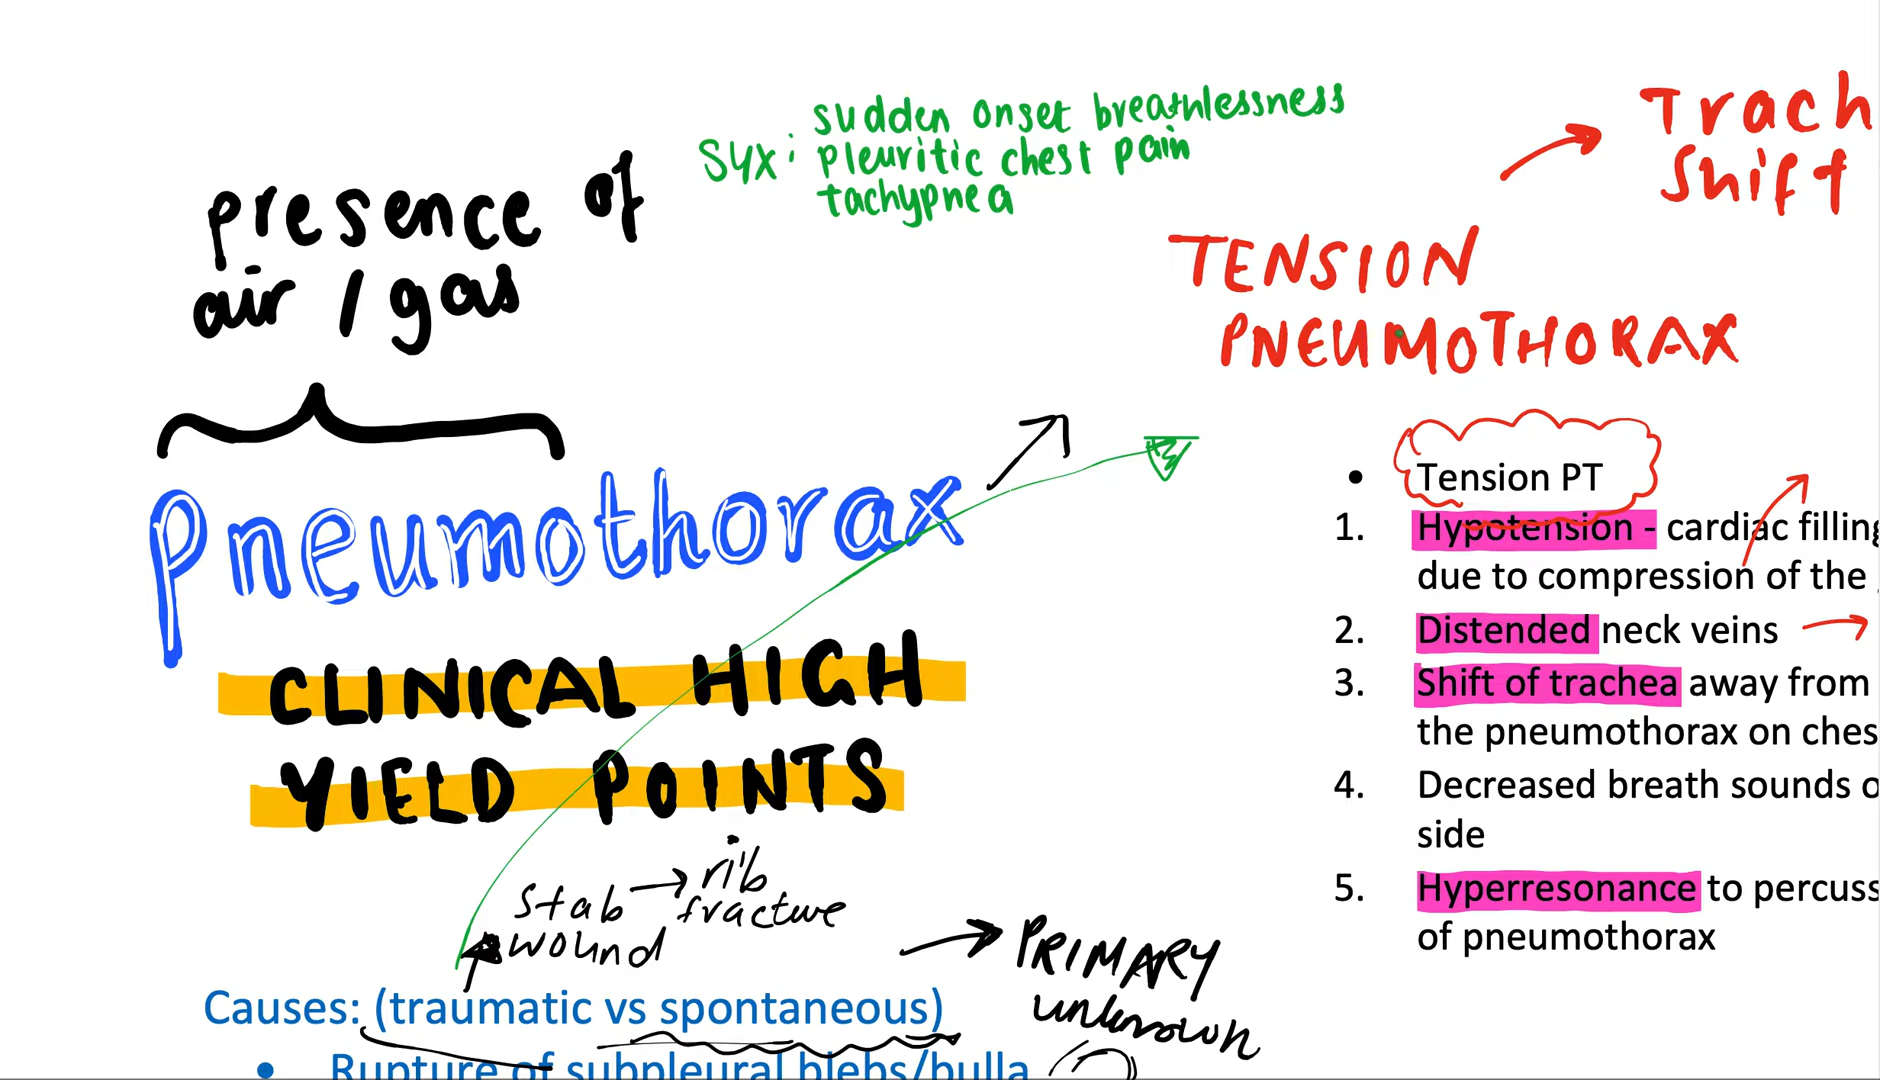 sudden onset breathlessness
syx: pleuritic chest pain
tachypnea
Trach
Shift
presence of
air / gas
TENSION
PNEUMOTHORAX
pneumothorax
CLINICAL HIGH
YIELD POINTS
• Tension PT
1. Hypotension - cardiac filling
due to compression of the
2. Distended neck veins
3. Shift of trachea away from
the pneumothorax on ches
4. Decreased breath sounds o
side
5. Hyperresonance to percuss
of pneumothorax
stab → rib
wound fracture
PRIMARY
unknown
Causes: (traumatic vs spontaneous)
• Rupture of subpleural blebs/bulla